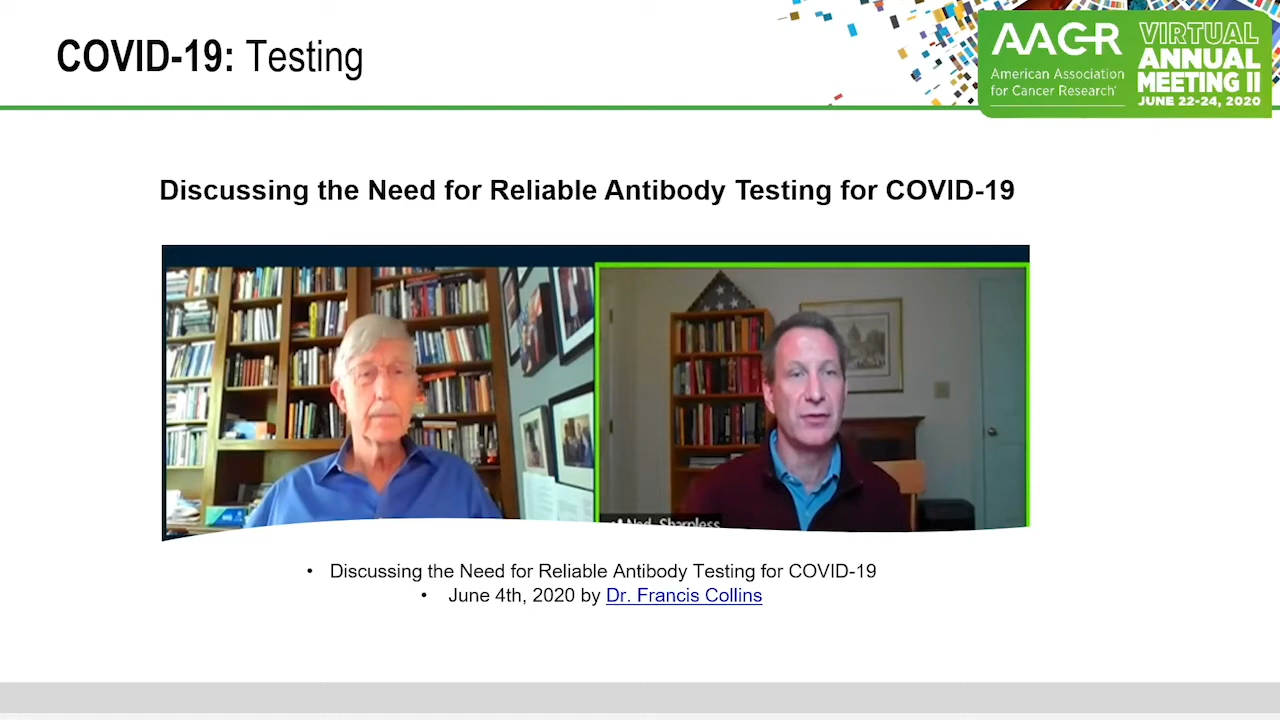 COVID-19: Testing
AACR
American Association
for Cancer Research
VIRTUAL
ANNUAL
MEETING II
JUNE 22-24, 2020
Discussing the Need for Reliable Antibody Testing for COVID-19
Ned Sharpless
• Discussing the Need for Reliable Antibody Testing for COVID-19
• June 4th, 2020 by Dr. Francis Collins